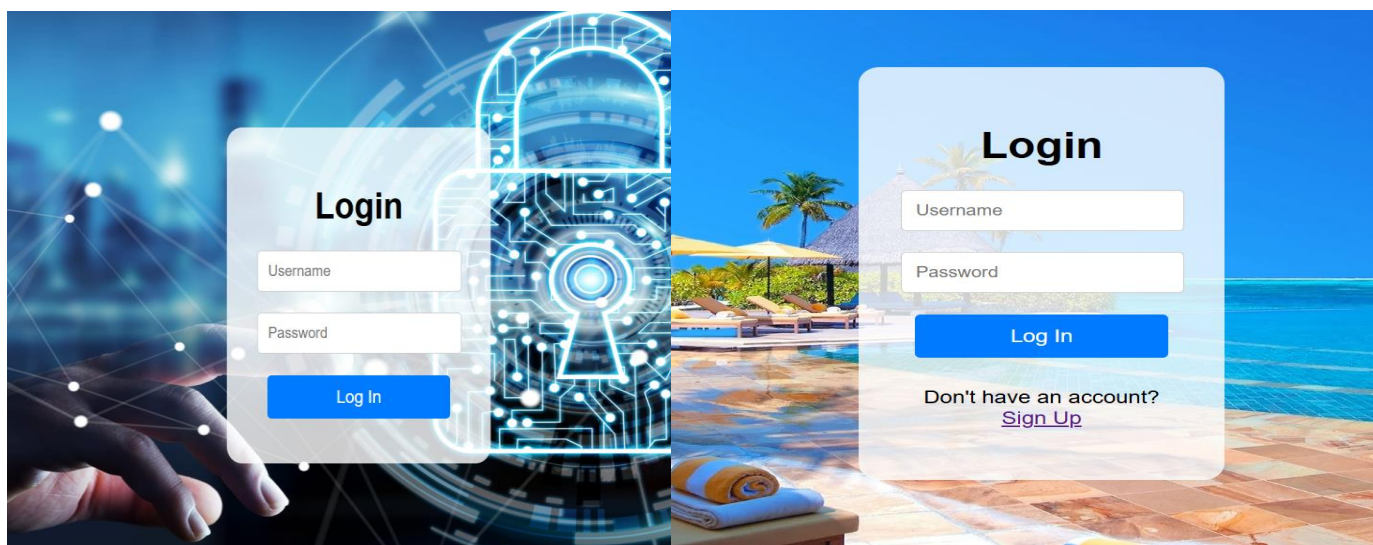 Login
Username
Password
Log In
Login
Username
Password
Log In
Don't have an account?
Sign Up